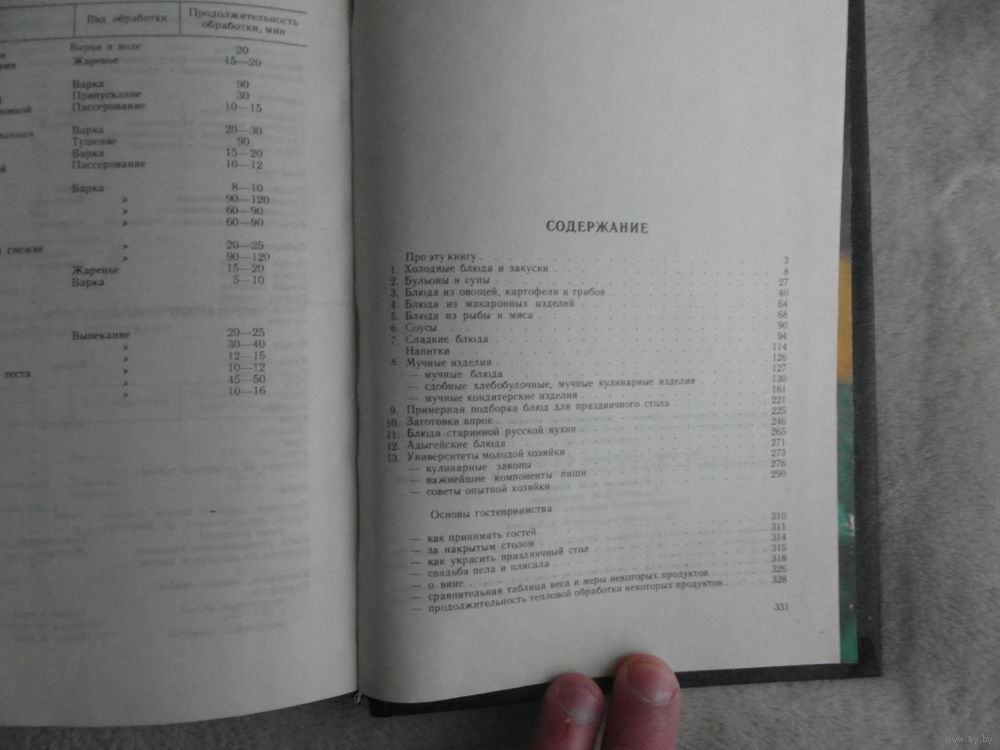 Вид обработки
Продолжительность
обработки, мин
Варка в воде 20
Жаренье 15—20
Варка 90
Припускание 30
Пассерование 10—15
Варка 20—30
Тушение 90
Варка 15—20
Пассерование 10—12
Варка 8—10
» 90—120
» 60—90
» 60—90
свежие » 20—25
» 90—120
Жаренье 15—20
Варка 5—10
Выпекание 20—25
» 30—40
» 12—15
» 10—12
теста » 45—50
» 10—16
СОДЕРЖАНИЕ
Про эту книгу 3
1. Холодные блюда и закуски 8
2. Бульоны и супы 27
3. Блюда из овощей, картофеля и грибов 40
4. Блюда из макаронных изделий 64
5. Блюда из рыбы и мяса 68
6. Соусы 90
7. Сладкие блюда 94
Напитки 114
8. Мучные изделия 126
— мучные блюда 127
— сдобные хлебобулочные, мучные кулинарные изделия 130
— мучные кондитерские изделия 161
9. Примерная подборка блюд для праздничного стола 221
10. Заготовки впрок 225
11. Блюда старинной русской кухни 246
12. Адыгейские блюда 265
13. Университеты молодой хозяйки 271
— кулинарные законы 273
— важнейшие компоненты пищи 276
— советы опытной хозяйки 290
Основы гостеприимства
— как принимать гостей 310
— за накрытым столом 311
— как украсить праздничный стол 314
— свадьба пела и плясала 315
— о вине 318
— сравнительная таблица веса и меры некоторых продуктов 326
— продолжительность тепловой обработки некоторых продуктов 328
331
www.ay.by